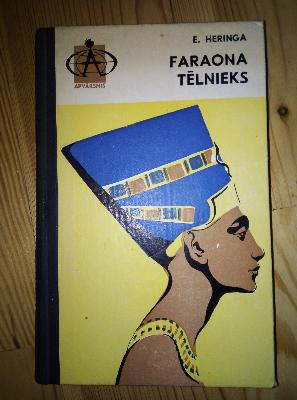 APVĀRSNIS
E. HERINGA
FARAONA
TĒLNIEKS